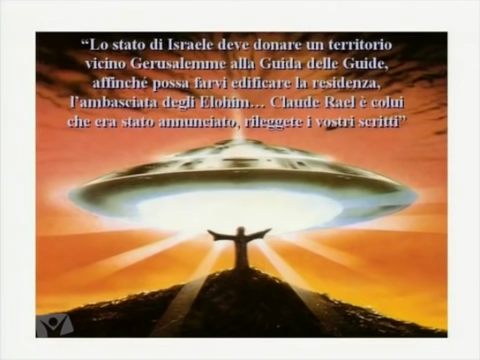 “Lo stato di Israele deve donare un territorio
vicino Gerusalemme alla Guida delle Guide,
affinché possa farvi edificare la residenza,
l’ambasciata degli Elohim… Claude Rael è colui
che era stato annunciato, rileggete i vostri scritti”